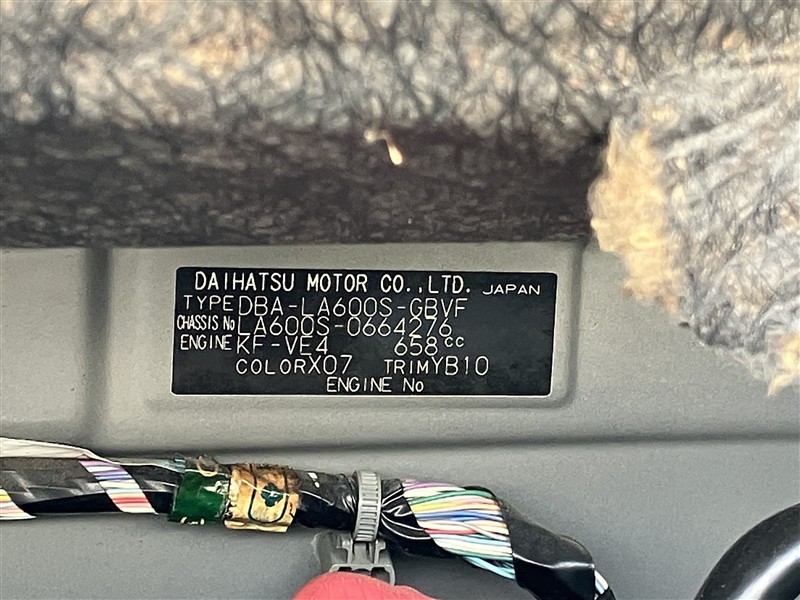 DAIHATSU MOTOR CO.,LTD. JAPAN
TYPE DBA-LA600S-GBVF
CHASSIS No LA600S-0664276
ENGINE KF-VE4 658cc
COLOR X07 TRIM YB10
ENGINE No